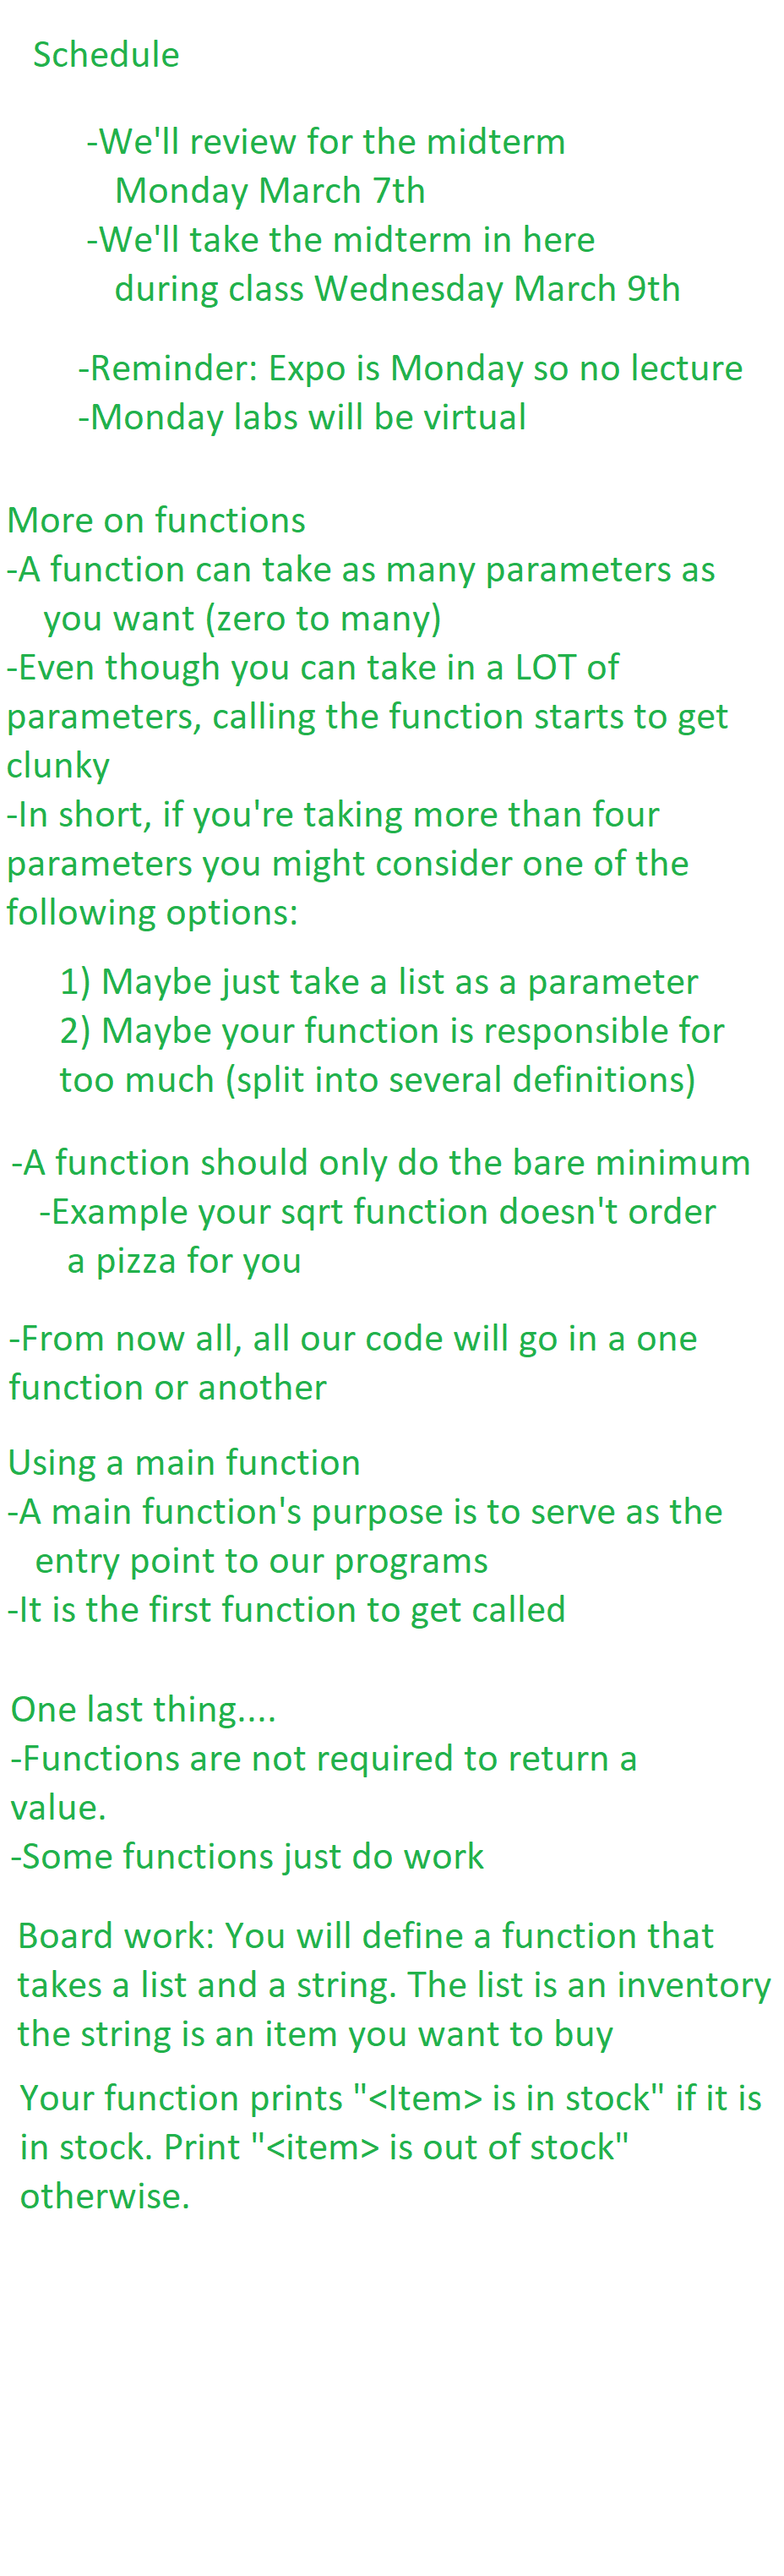 Schedule
-We'll review for the midterm
Monday March 7th
-We'll take the midterm in here
during class Wednesday March 9th
-Reminder: Expo is Monday so no lecture
-Monday labs will be virtual
More on functions
-A function can take as many parameters as
you want (zero to many)
-Even though you can take in a LOT of
parameters, calling the function starts to get
clunky
-In short, if you're taking more than four
parameters you might consider one of the
following options:
1) Maybe just take a list as a parameter
2) Maybe your function is responsible for
too much (split into several definitions)
-A function should only do the bare minimum
-Example your sqrt function doesn't order
a pizza for you
-From now all, all our code will go in a one
function or another
Using a main function
-A main function's purpose is to serve as the
entry point to our programs
-It is the first function to get called
One last thing....
-Functions are not required to return a
value.
-Some functions just do work
Board work: You will define a function that
takes a list and a string. The list is an inventory
the string is an item you want to buy
Your function prints "<Item> is in stock" if it is
in stock. Print "<item> is out of stock"
otherwise.